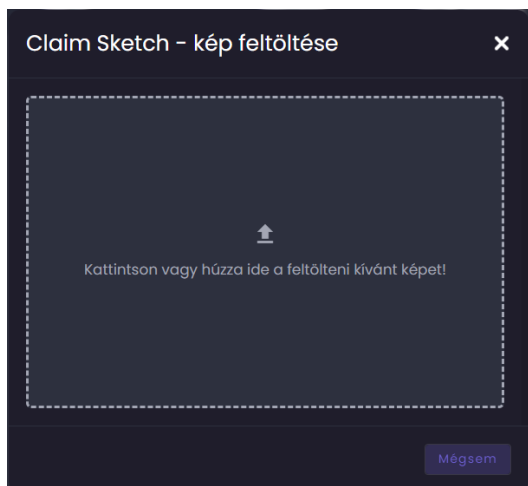 Claim Sketch - kép feltöltése
Kattintson vagy húzza ide a feltölteni kívánt képet!
Mégsem